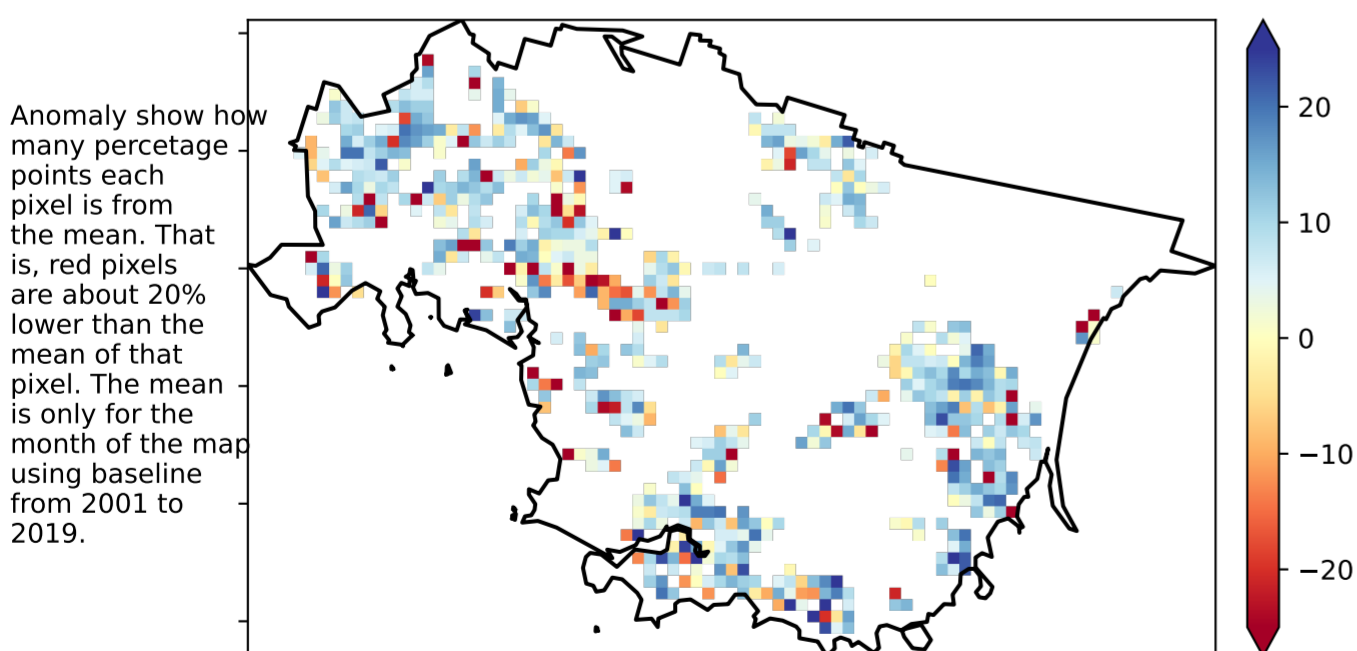 Anomaly show how
many percetage
points each
pixel is from
the mean. That
is, red pixels
are about 20%
lower than the
mean of that
pixel. The mean
is only for the
month of the map
using baseline
from 2001 to
2019.
20
10
0
−10
−20